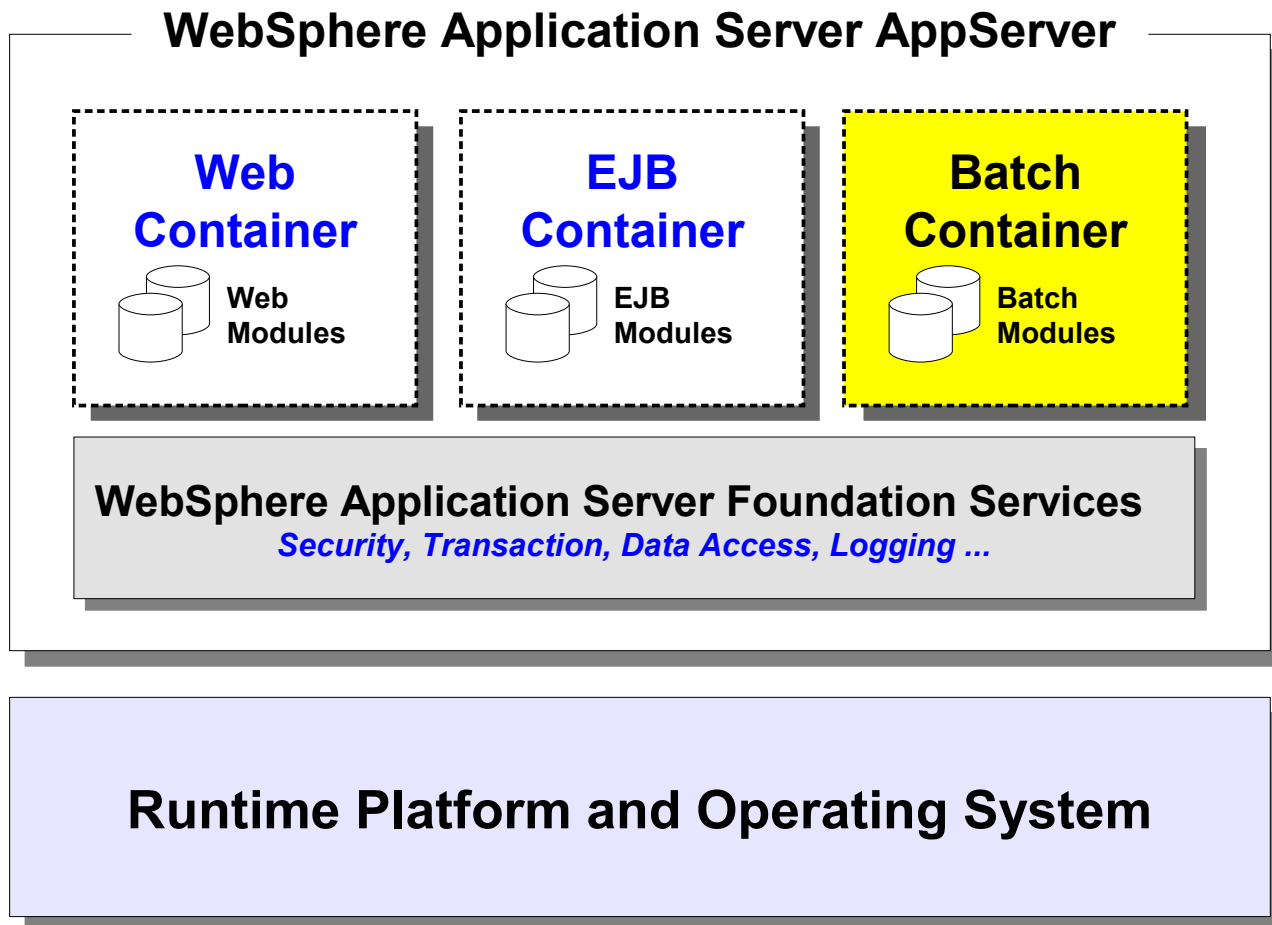 WebSphere Application Server AppServer
Web
Container
Web
Modules
EJB
Container
EJB
Modules
Batch
Container
Batch
Modules
WebSphere Application Server Foundation Services
Security, Transaction, Data Access, Logging ...
Runtime Platform and Operating System